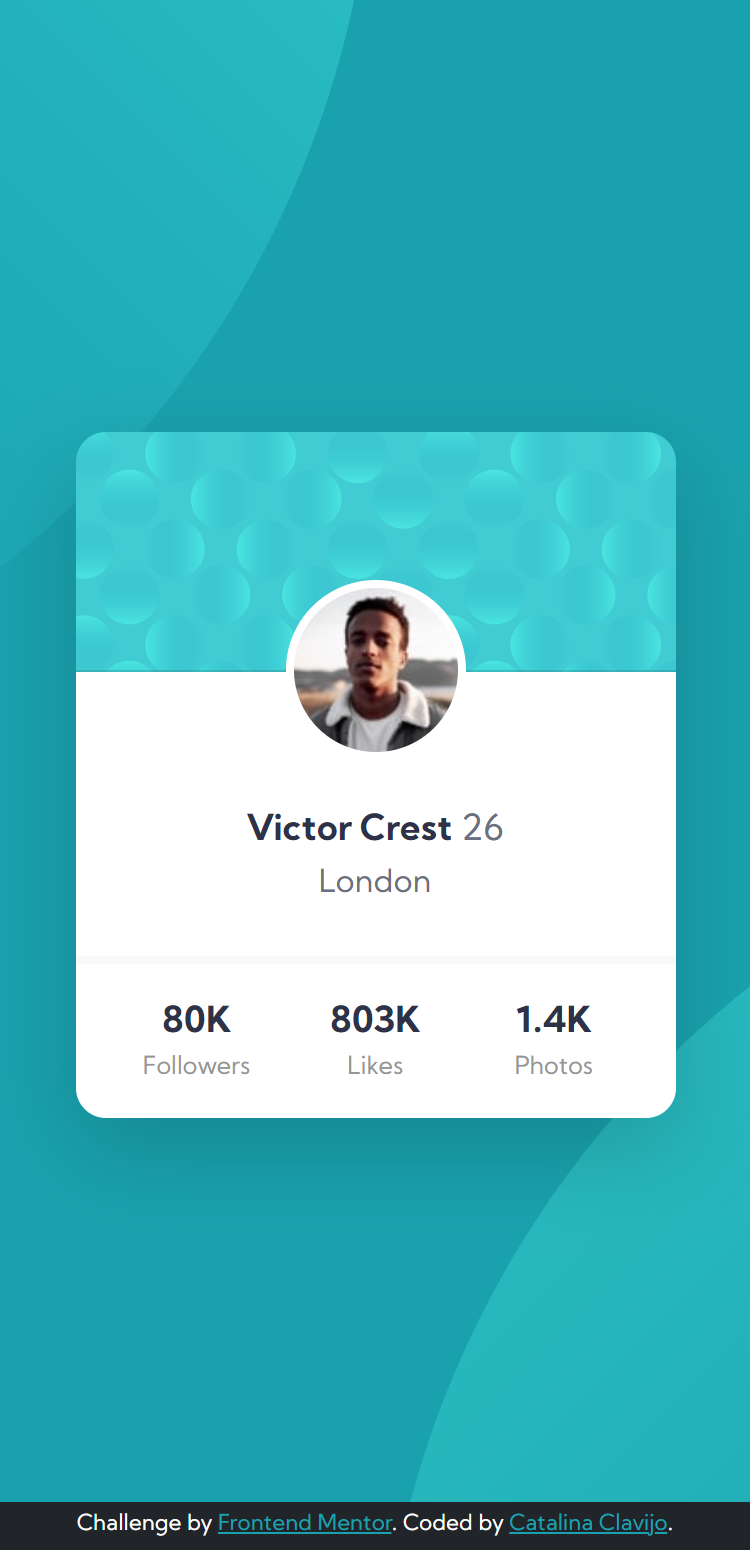 Victor Crest 26
London
80K 803K 1.4K
Followers Likes Photos
Challenge by Frontend Mentor. Coded by Catalina Clavijo.